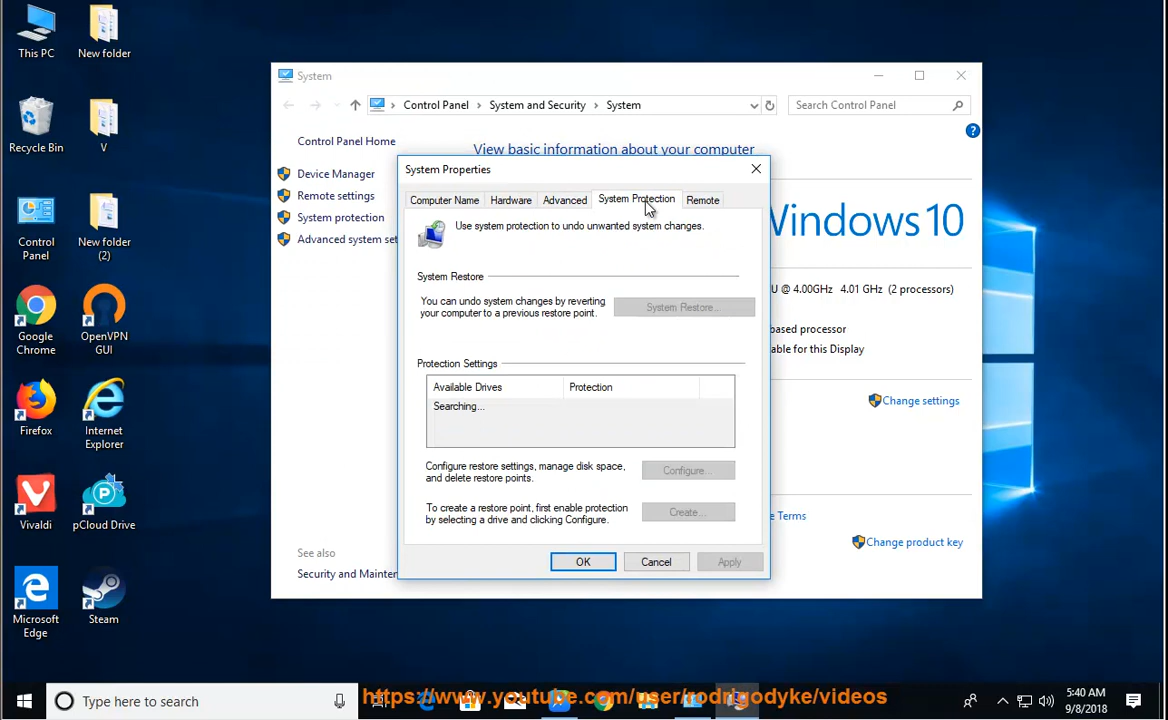 This PC
New folder
Recycle Bin
V
Control
Panel
New folder
(2)
Google
Chrome
OpenVPN
GUI
Firefox
Internet
Explorer
Vivaldi
pCloud Drive
Microsoft
Edge
Steam
System
Control Panel
System and Security
System
Search Control Panel
Control Panel Home
Device Manager
Remote settings
System protection
Advanced system set
See also
Security and Mainten
View basic information about your computer
Windows 10
U @ 4.00GHz 4.01 GHz (2 processors)
based processor
able for this Display
Change settings
e Terms
Change product key
System Properties
Computer Name
Hardware
Advanced
System Protection
Remote
Use system protection to undo unwanted system changes.
System Restore
You can undo system changes by reverting
your computer to a previous restore point.
System Restore...
Protection Settings
Available Drives
Protection
Searching...
Configure restore settings, manage disk space,
and delete restore points.
Configure...
To create a restore point, first enable protection
by selecting a drive and clicking Configure.
Create...
OK
Cancel
Apply
Type here to search
https://www.youtube.com/user/rodrigodyke/videos
5:40 AM
9/8/2018